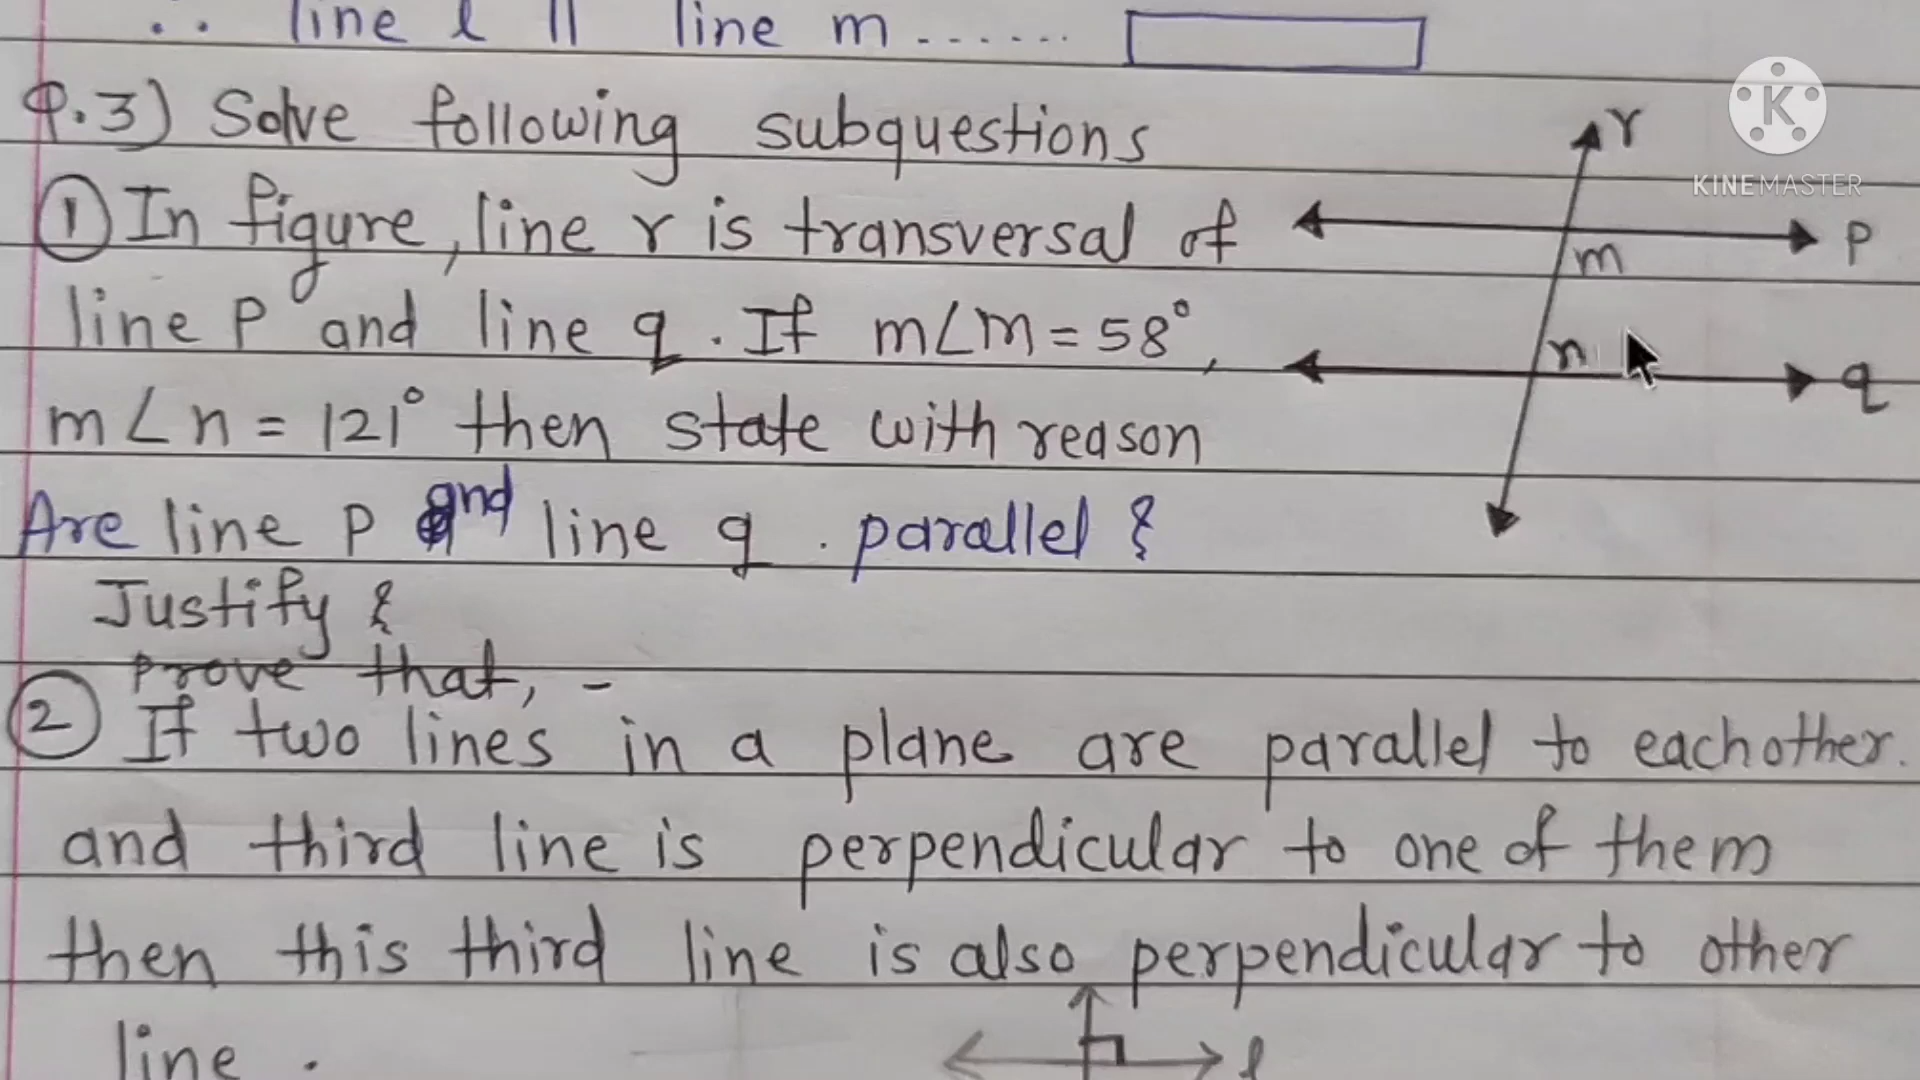 ∴ line l || line m ......
Q.3) Solve following subquestions
① In figure, line r is transversal of
line p and line q. If m∠m = 58°,
m∠n = 121° then state with reason
Are line p and line q. parallel ?
Justify ?
prove that, -
② If two lines in a plane are parallel to eachother.
and third line is perpendicular to one of them
then this third line is also perpendicular to other
line.
r
p
m
n
q
l
K
KINEMASTER